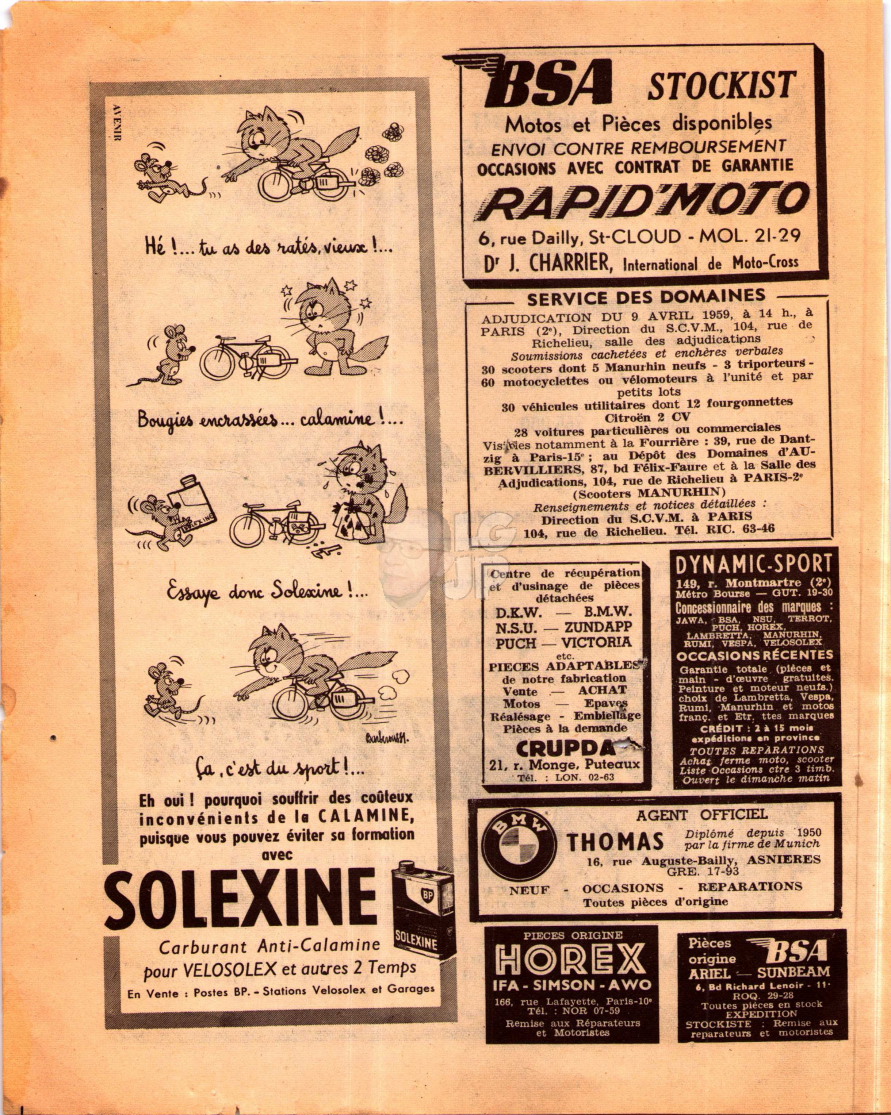 AVENIR
Hé !... tu as des ratés, vieux !...
Bougies encrassées... calamine !...
Essaye donc Solexine !...
Ça, c'est du sport !...
Eh oui ! pourquoi souffrir des coûteux
inconvénients de la CALAMINE,
puisque vous pouvez éviter sa formation
avec
SOLEXINE
BP
SOLEXINE
Carburant Anti-Calamine
pour VELOSOLEX et autres 2 Temps
En Vente : Postes BP. - Stations Velosolex et Garages
BSA STOCKIST
Motos et Pièces disponibles
ENVOI CONTRE REMBOURSEMENT
OCCASIONS AVEC CONTRAT DE GARANTIE
RAPID'MOTO
6, rue Dailly, St-CLOUD - MOL. 21-29
Dr J. CHARRIER, International de Moto-Cross
SERVICE DES DOMAINES
ADJUDICATION DU 9 AVRIL 1959, à 14 h., à
PARIS (2e), Direction du S.C.V.M., 104, rue de
Richelieu, salle des adjudications
Soumissions cachetées et enchères verbales
30 scooters dont 5 Manurhin neufs - 3 triporteurs -
60 motocyclettes ou vélomoteurs à l'unité et par
petits lots
30 véhicules utilitaires dont 12 fourgonnettes
Citroën 2 CV
28 voitures particulières ou commerciales
Visibles notamment à la Fourrière : 39, rue de Dant-
zig à Paris-15e ; au Dépôt des Domaines d'AU-
BERVILLIERS, 87, bd Félix-Faure et à la Salle des
Adjudications, 104, rue de Richelieu à PARIS-2e
(Scooters MANURHIN)
Renseignements et notices détaillées :
Direction du S.C.V.M. à PARIS
104, rue de Richelieu. Tél. RIC. 63-46
Centre de récupération
et d'usinage de pièces
détachées
D.K.W. — B.M.W.
N.S.U. — ZUNDAPP
PUCH — VICTORIA
etc.
PIECES ADAPTABLES
de notre fabrication
Vente — ACHAT
Motos — Epaves
Réalésage - Embiellage
Pièces à la demande
CRUPDA
21, r. Monge, Puteaux
Tél. : LON. 02-63
DYNAMIC-SPORT
149, r. Montmartre (2e)
Métro Bourse — GUT. 19-30
Concessionnaire des marques :
JAWA, BSA, NSU, TERROT,
PUCH, HOREX,
LAMBRETTA, MANURHIN,
RUMI, VESPA, VELOSOLEX
OCCASIONS RÉCENTES
Garantie totale (pièces et
main - d'œuvre gratuites.
Peinture et moteur neufs.)
choix de Lambretta, Vespa,
Rumi, Manurhin et motos
franç. et Etr, ttes marques
CRÉDIT : 2 à 15 mois
expéditions en province
TOUTES REPARATIONS
Achat ferme moto, scooter
Liste Occasions ctre 3 timb.
Ouvert le dimanche matin
BMW
AGENT OFFICIEL
THOMAS Diplômé depuis 1950
par la firme de Munich
16, rue Auguste-Bailly, ASNIERES
GRE. 17-93
NEUF - OCCASIONS - REPARATIONS
Toutes pièces d'origine
PIECES ORIGINE
HOREX
IFA - SIMSON - AWO
166, rue Lafayette, Paris-10e
Tél. : NOR 07-59
Remise aux Réparateurs
et Motoristes
Pièces
origine BSA
ARIEL — SUNBEAM
6, Bd Richard Lenoir - 11e
ROQ. 29-28
Toutes pièces en stock
EXPEDITION
STOCKISTE : Remise aux
reparateurs et motoristes